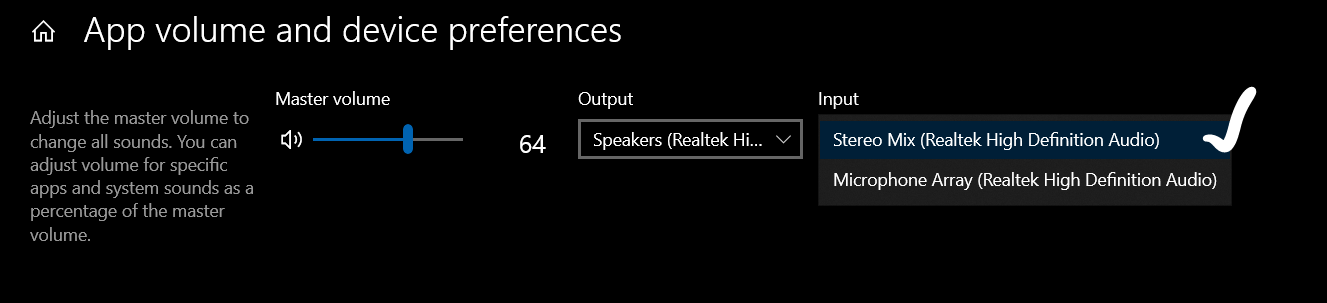 App volume and device preferences
Adjust the master volume to
change all sounds. You can
adjust volume for specific
apps and system sounds as a
percentage of the master
volume.
Master volume
64
Output
Speakers (Realtek Hi...
Input
Stereo Mix (Realtek High Definition Audio)
Microphone Array (Realtek High Definition Audio)